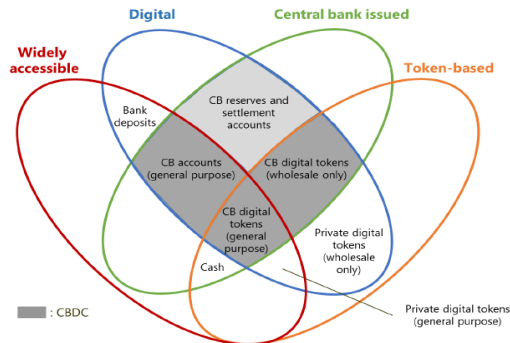 Digital
Central bank issued
Widely
accessible
Token-based
Bank
deposits
CB reserves and
settlement
accounts
CB accounts
(general purpose)
CB digital tokens
(wholesale only)
CB digital
tokens
(general
purpose)
Private digital
tokens
(wholesale
only)
Cash
Private digital tokens
(general purpose)
: CBDC